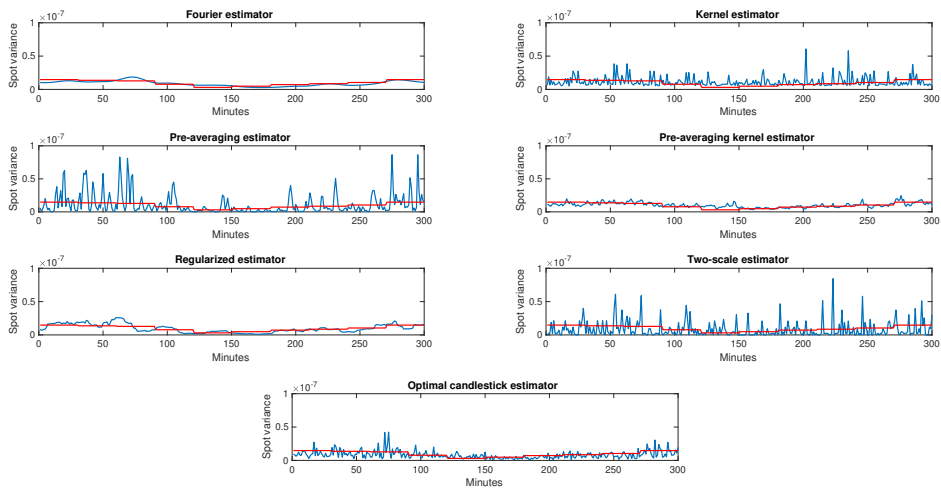 Fourier estimator
×10^-7
1
0.5
0
Spot variance
0 50 100 150 200 250 300
Minutes
Kernel estimator
×10^-7
1
0.5
0
Spot variance
0 50 100 150 200 250 300
Minutes
Pre-averaging estimator
×10^-7
1
0.5
0
Spot variance
0 50 100 150 200 250 300
Minutes
Pre-averaging kernel estimator
×10^-7
1
0.5
0
Spot variance
0 50 100 150 200 250 300
Minutes
Regularized estimator
×10^-7
1
0.5
0
Spot variance
0 50 100 150 200 250 300
Minutes
Two-scale estimator
×10^-7
1
0.5
0
Spot variance
0 50 100 150 200 250 300
Minutes
Optimal candlestick estimator
×10^-7
1
0.5
0
Spot variance
0 50 100 150 200 250 300
Minutes